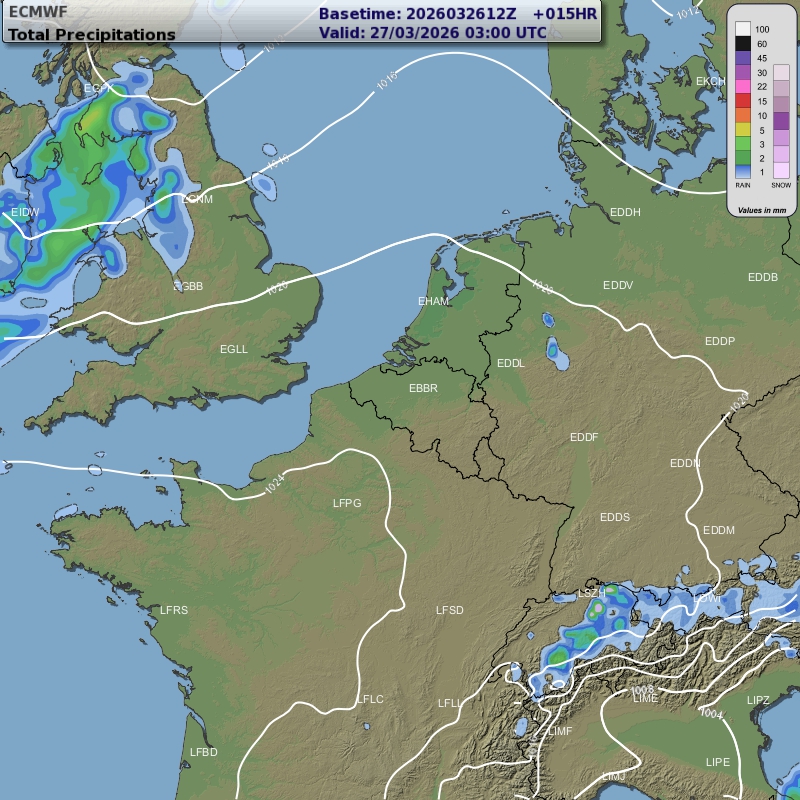 ECMWF
Basetime: 2026032612Z +015HR
Total Precipitations
Valid: 27/03/2026 03:00 UTC
1012
1016
EKCH
100
60
45
30
22
15
10
5
3
2
1
RAIN
SNOW
Values in mm
1016
EGNM
EIDW
EDDH
EGBB
1020
1020
EDDV
EDDB
EHAM
EGLL
EDDP
EDDL
EBBR
1020
EDDF
EDDN
1024
LFPG
EDDS
EDDM
LSZH
LOWI
LFRS
LFSD
LFLC
LFLL
1008
LIME
LIPZ
1004
LIMF
LFBD
LIPE
LIMJ